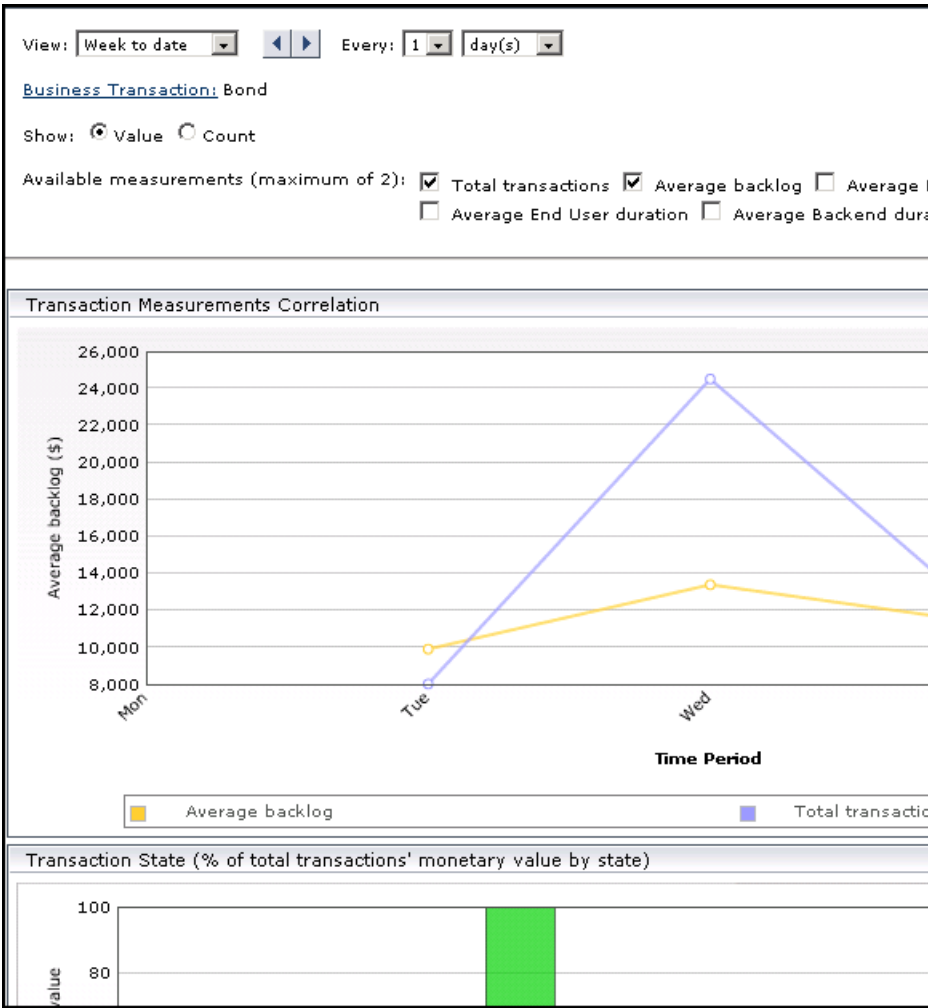 View: Week to date Every: 1 day(s)
Business Transaction: Bond
Show: Value Count
Available measurements (maximum of 2): Total transactions Average backlog Average
Average End User duration Average Backend
Transaction Measurements Correlation
26,000
24,000
22,000
20,000
18,000
16,000
14,000
12,000
10,000
8,000
Average backlog ($)
Mon Tue Wed
Time Period
Average backlog Total
Transaction State (% of total transactions' monetary value by state)
100
80
value